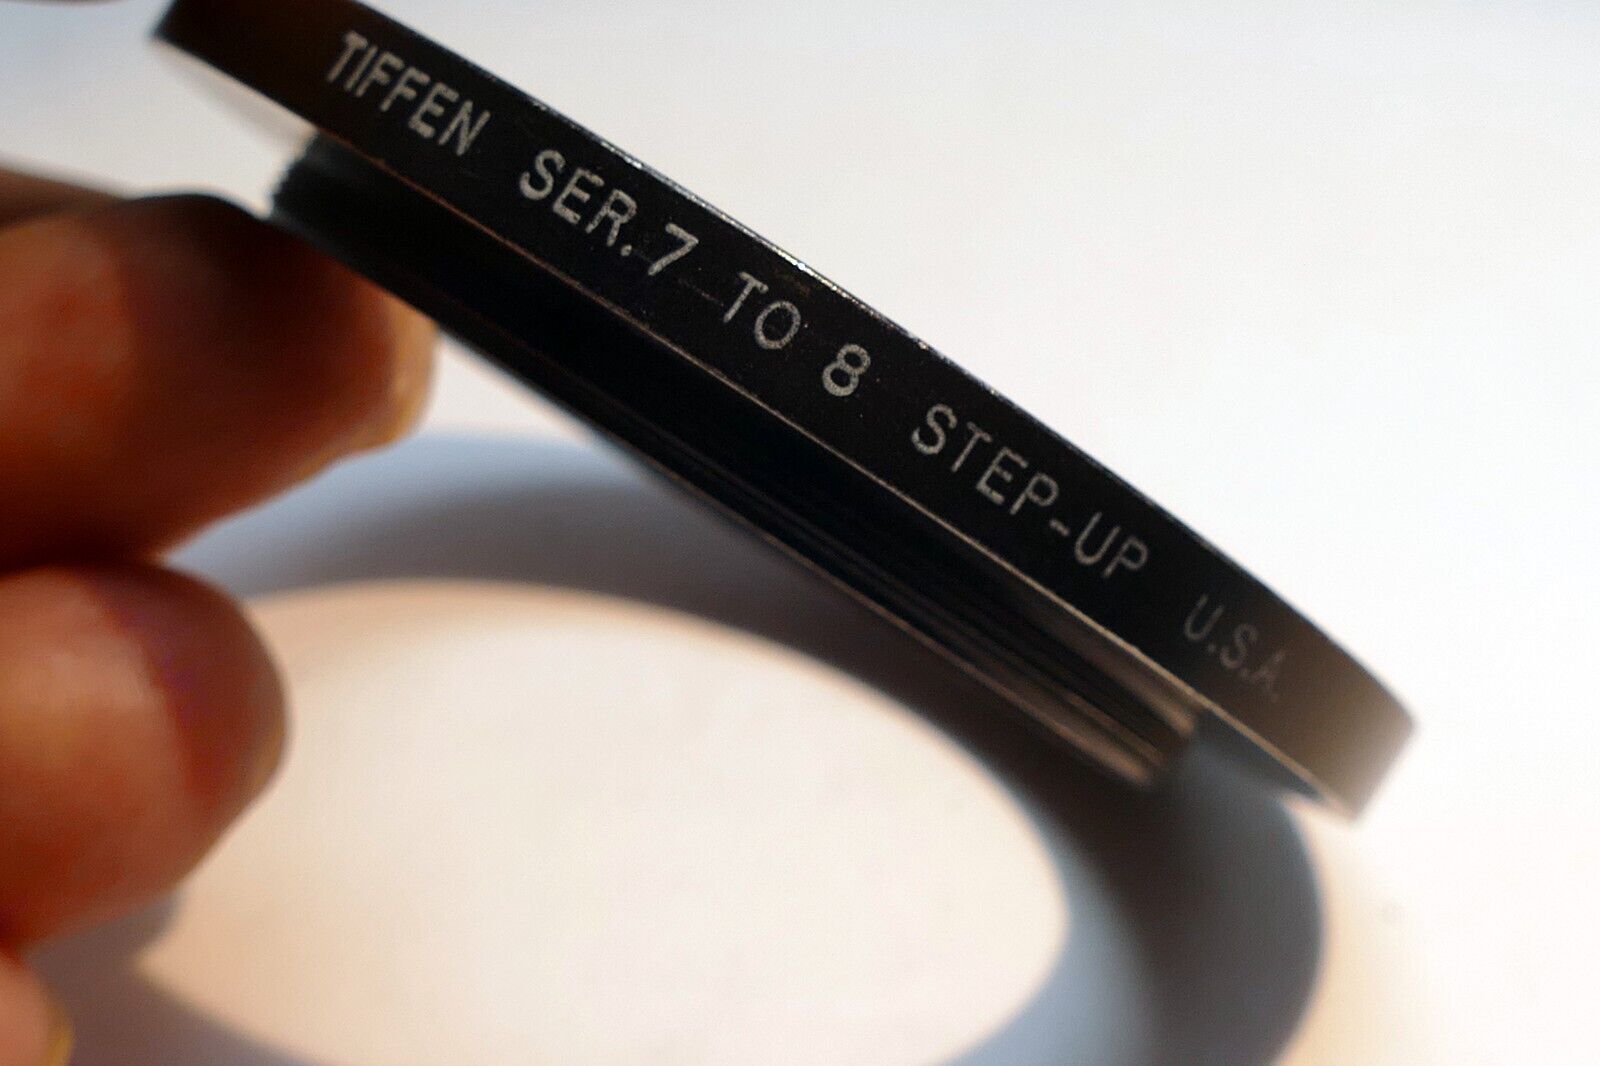 TIFFEN SER.7 TO 8 STEP-UP U.S.A.